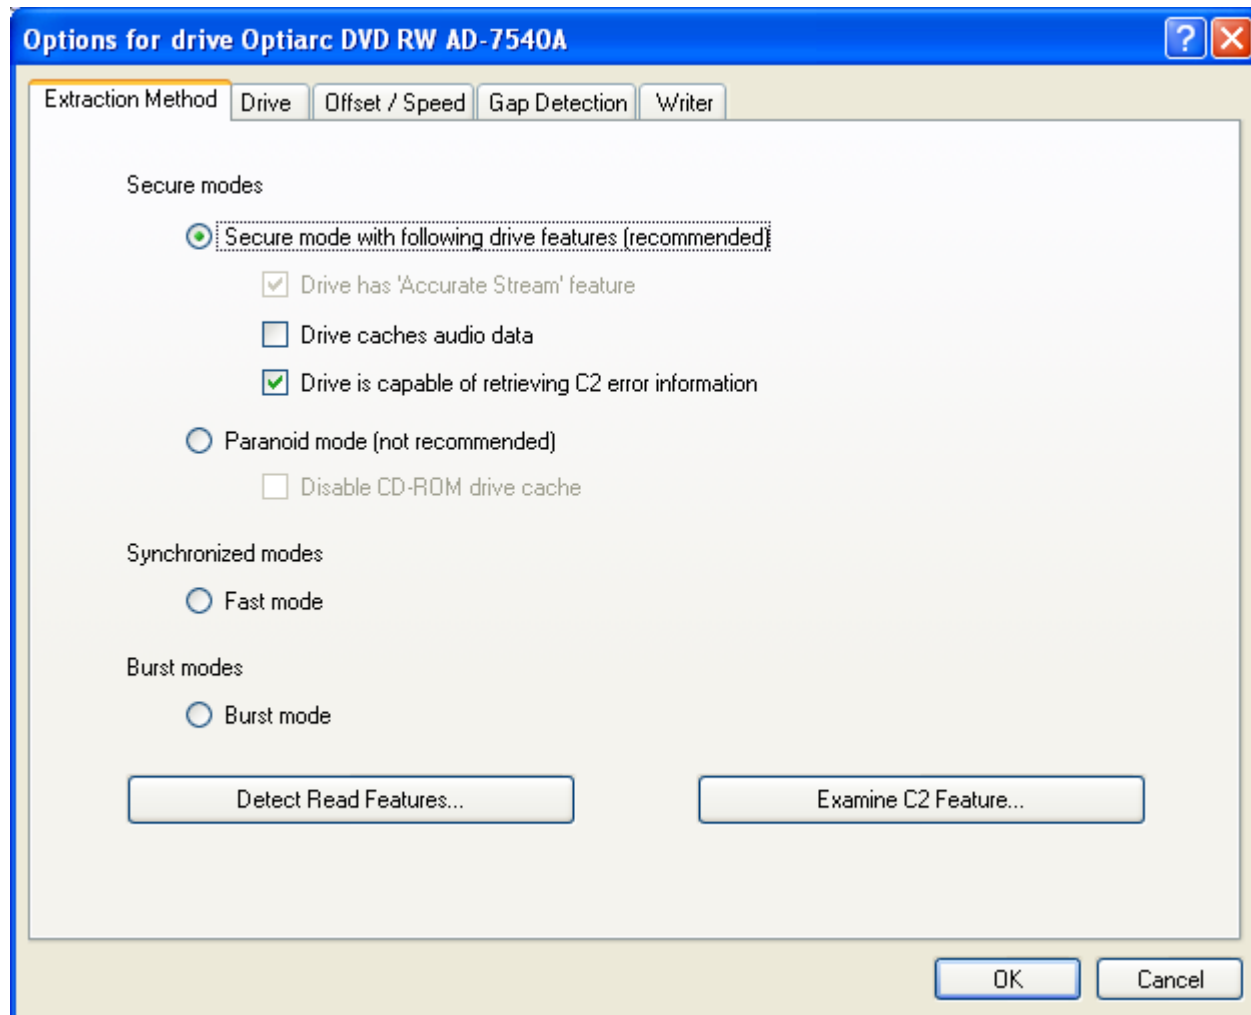 Options for drive Optiarc DVD RW AD-7540A
?
Extraction Method Drive Offset / Speed Gap Detection Writer
Secure modes
Secure mode with following drive features (recommended)
Drive has 'Accurate Stream' feature
Drive caches audio data
Drive is capable of retrieving C2 error information
Paranoid mode (not recommended)
Disable CD-ROM drive cache
Synchronized modes
Fast mode
Burst modes
Burst mode
Detect Read Features... Examine C2 Feature...
OK Cancel